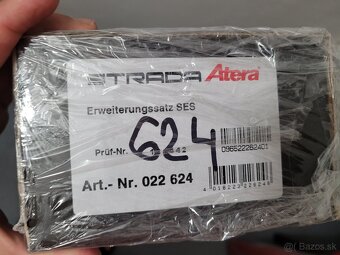 STRADA Atera
Erweiterungssatz SES
Prüf-Nr.
624
Art.- Nr. 022 624
Bazos.sk